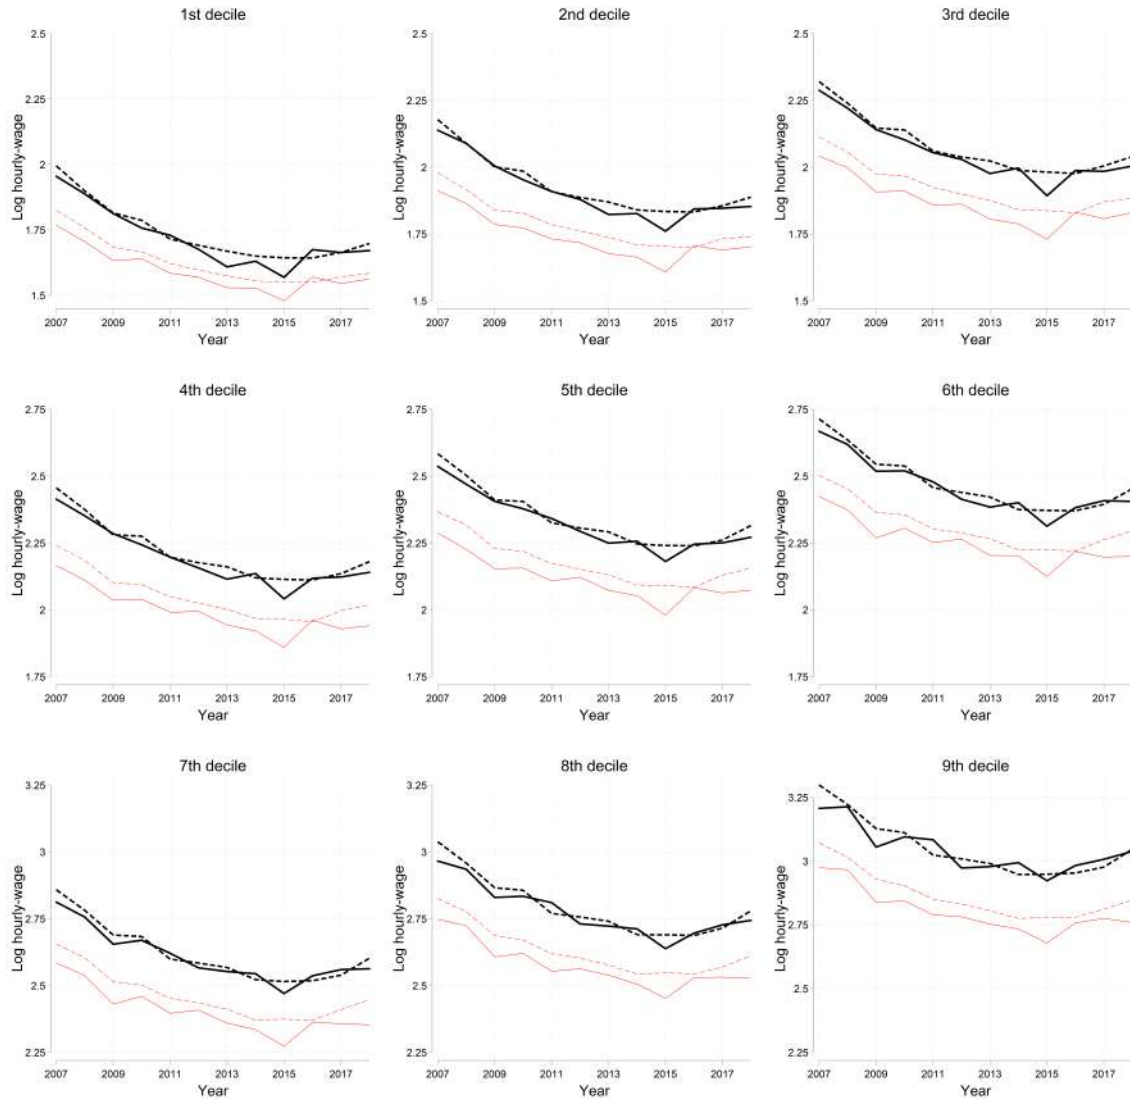 1st decile
2.5
2.25
2
1.75
1.5
Log hourly-wage
2007 2009 2011 2013 2015 2017
Year
2nd decile
2.5
2.25
2
1.75
1.5
Log hourly-wage
2007 2009 2011 2013 2015 2017
Year
3rd decile
2.5
2.25
2
1.75
1.5
Log hourly-wage
2007 2009 2011 2013 2015 2017
Year
4th decile
2.75
2.5
2.25
2
1.75
Log hourly-wage
2007 2009 2011 2013 2015 2017
Year
5th decile
2.75
2.5
2.25
2
1.75
Log hourly-wage
2007 2009 2011 2013 2015 2017
Year
6th decile
2.75
2.5
2.25
2
1.75
Log hourly-wage
2007 2009 2011 2013 2015 2017
Year
7th decile
3.25
3
2.75
2.5
2.25
Log hourly-wage
2007 2009 2011 2013 2015 2017
Year
8th decile
3.25
3
2.75
2.5
2.25
Log hourly-wage
2007 2009 2011 2013 2015 2017
Year
9th decile
3.25
3
2.75
2.5
2.25
Log hourly-wage
2007 2009 2011 2013 2015 2017
Year